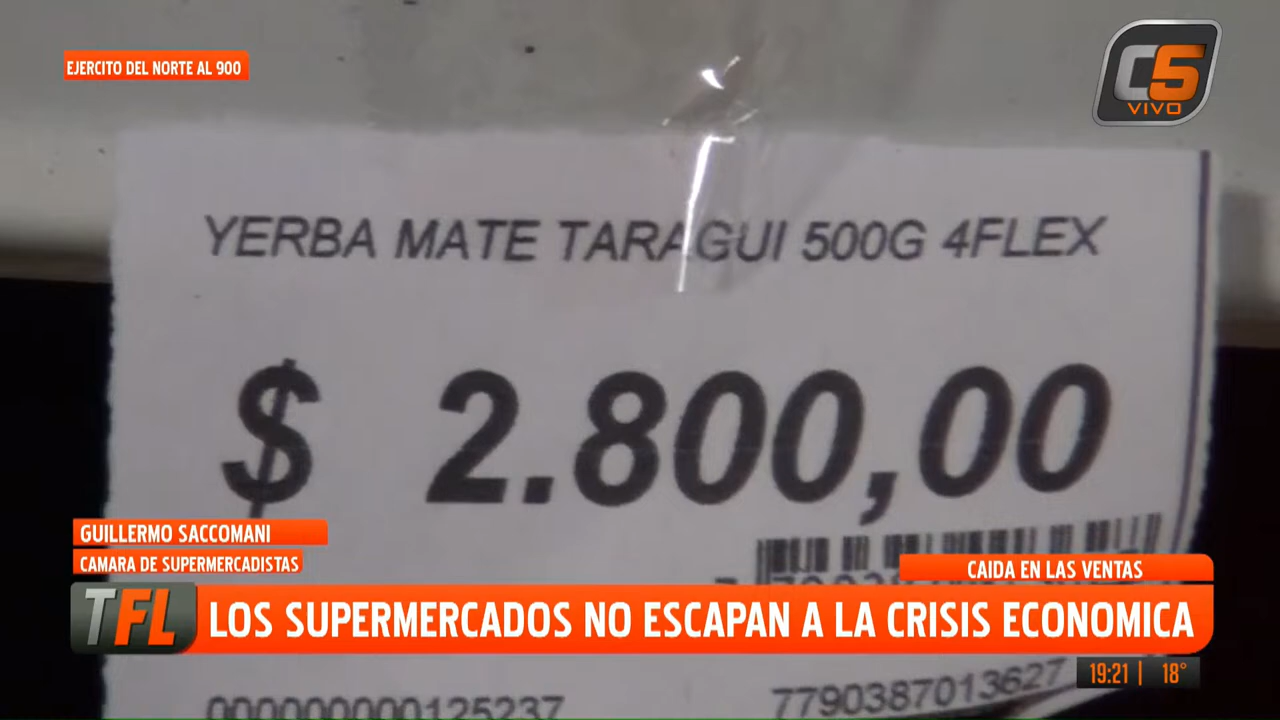 EJERCITO DEL NORTE AL 900
C5
VIVO
YERBA MATE TARAGUI 500G 4FLEX
$ 2.800,00
GUILLERMO SACCOMANI
CAMARA DE SUPERMERCADISTAS
CAIDA EN LAS VENTAS
TFL
LOS SUPERMERCADOS NO ESCAPAN A LA CRISIS ECONOMICA
19:21 | 18°
000000000125237
7790387013627